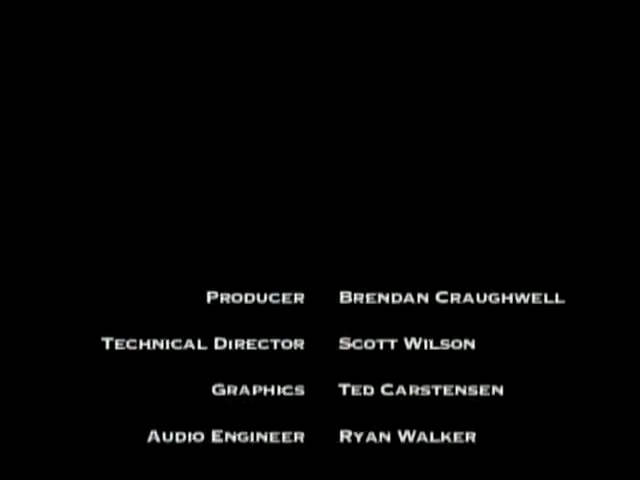 Producer Brendan Craughwell
Technical Director Scott Wilson
Graphics Ted Carstensen
Audio Engineer Ryan Walker